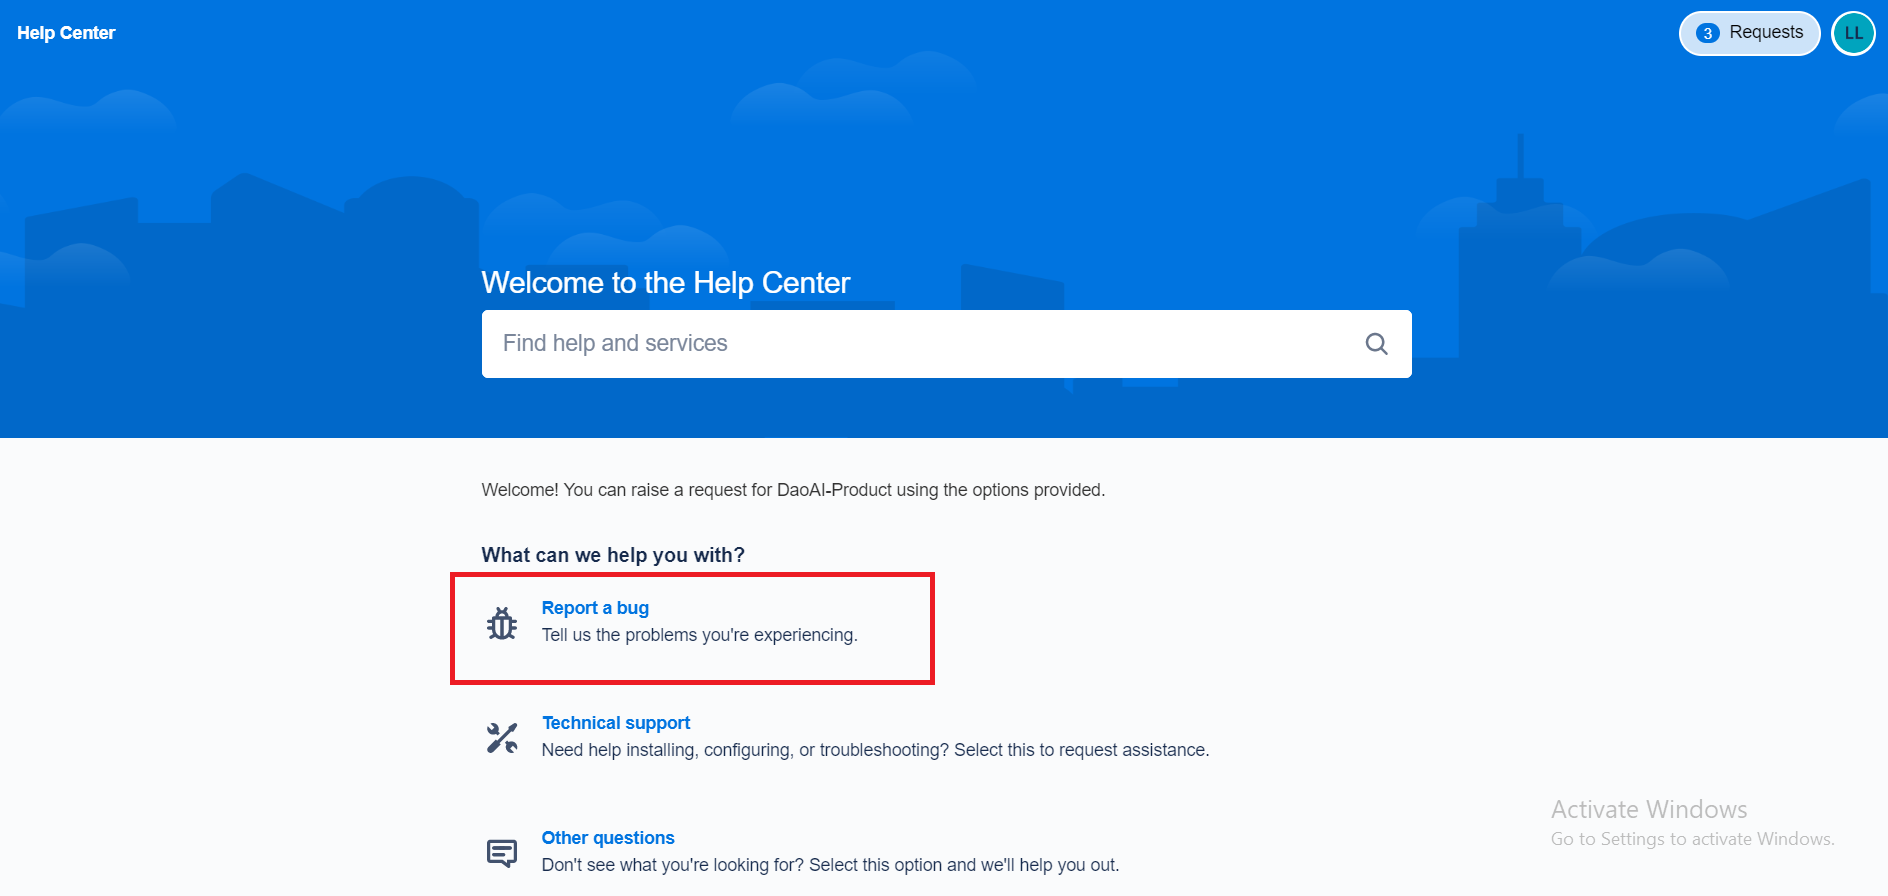 Help Center
3 Requests
LL
Welcome to the Help Center
Find help and services
Welcome! You can raise a request for DaoAI-Product using the options provided.
What can we help you with?
Report a bug
Tell us the problems you're experiencing.
Technical support
Need help installing, configuring, or troubleshooting? Select this to request assistance.
Activate Windows
Go to Settings to activate Windows.
Other questions
Don't see what you're looking for? Select this option and we'll help you out.